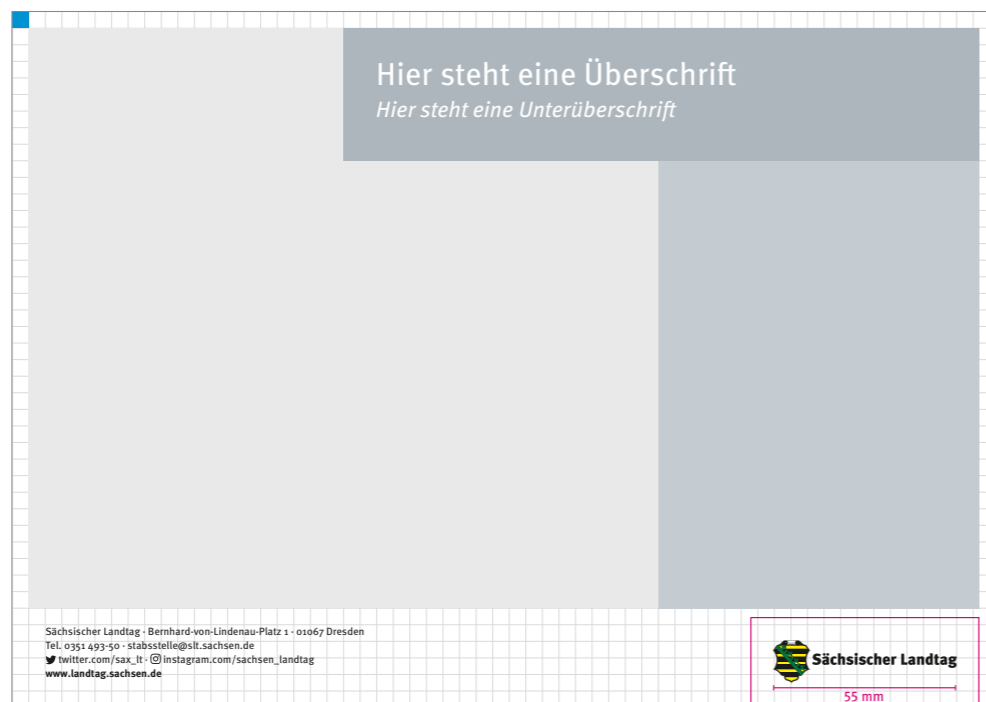 Hier steht eine Überschrift
Hier steht eine Unterüberschrift
Sächsischer Landtag · Bernhard-von-Lindenau-Platz 1 · 01067 Dresden
Tel. 0351 493-50 · stabsstelle@slt.sachsen.de
twitter.com/sax_lt · instagram.com/sachsen_landtag
www.landtag.sachsen.de
Sächsischer Landtag
55 mm